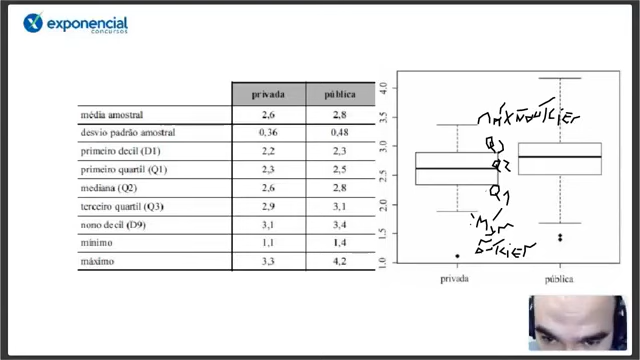 exponencial
concursos
privada pública
média amostral 2,6 2,8
desvio padrão amostral 0,36 0,48
primeiro decil (D1) 2,2 2,3
primeiro quartil (Q1) 2,3 2,5
mediana (Q2) 2,6 2,8
terceiro quartil (Q3) 2,9 3,1
nono decil (D9) 3,1 3,4
mínimo 1,1 1,4
máximo 3,3 4,2
4.0
3.5
3.0
2.5
2.0
1.5
1.0
MÁX
Q3
Q2
Q1
MÍN
privada pública